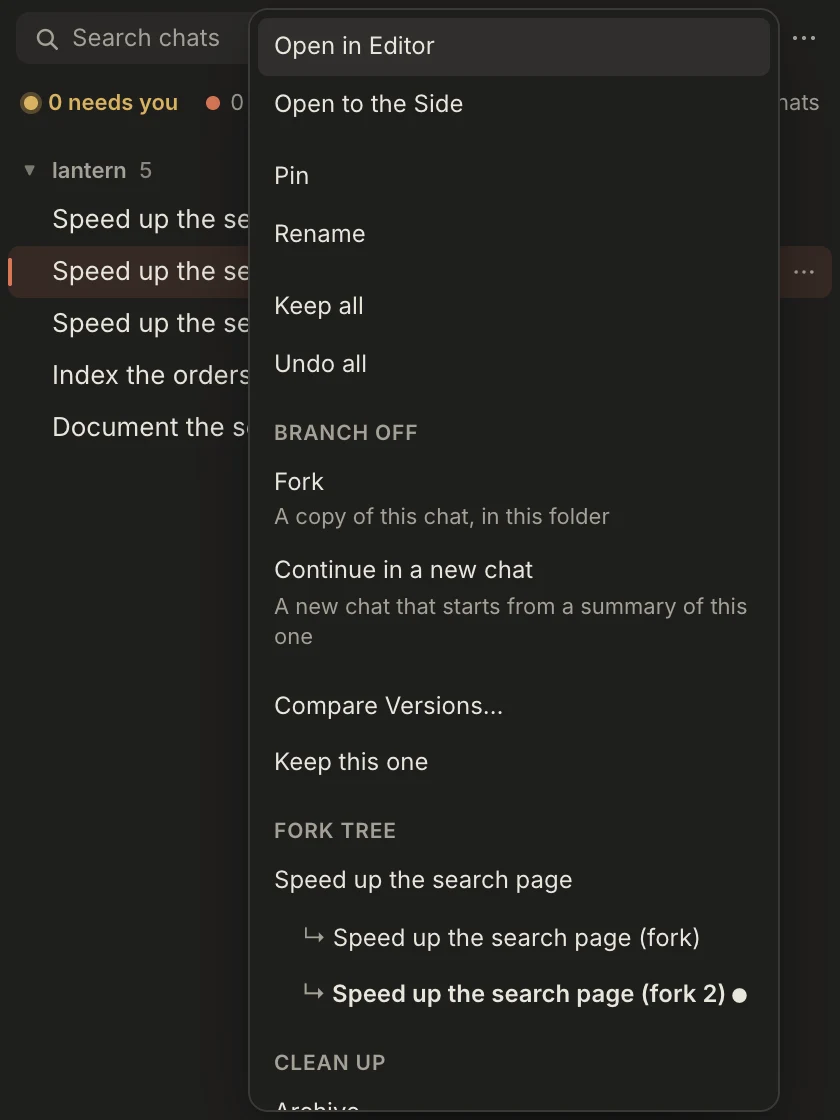 Search chats
Open in Editor
0 needs you
0
Open to the Side
hats
lantern 5
Pin
Speed up the se
Rename
Speed up the se
Keep all
Speed up the se
Undo all
Index the orders
Document the se
BRANCH OFF
Fork
A copy of this chat, in this folder
Continue in a new chat
A new chat that starts from a summary of this
one
Compare Versions...
Keep this one
FORK TREE
Speed up the search page
Speed up the search page (fork)
Speed up the search page (fork 2)
CLEAN UP
Archive